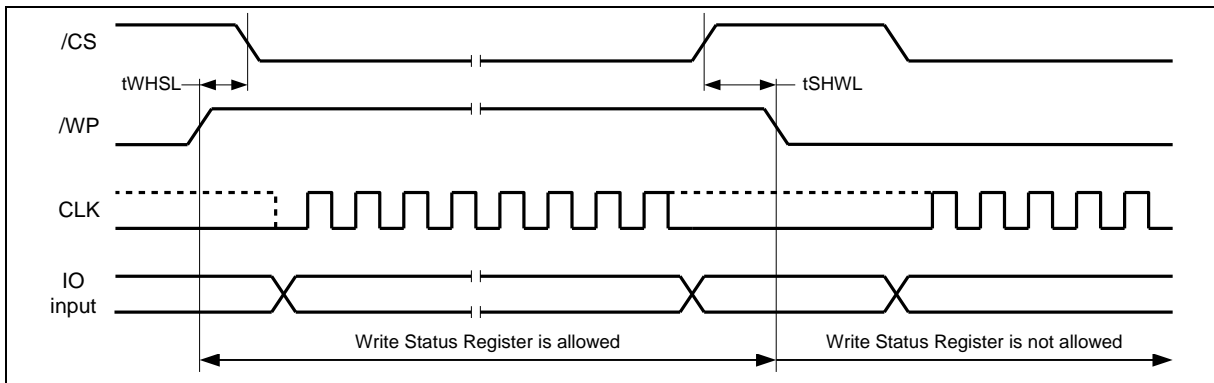 /CS
tWHSL
tSHWL
/WP
CLK
IO
input
Write Status Register is allowed
Write Status Register is not allowed